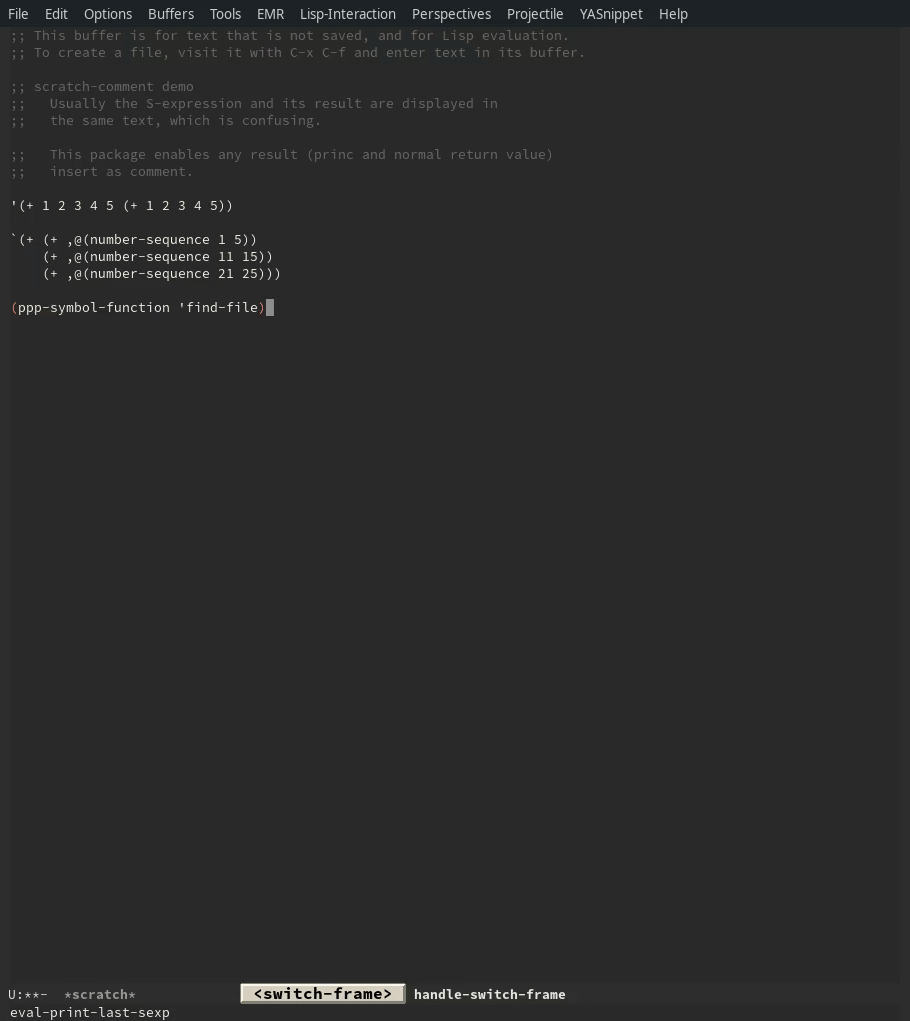 File Edit Options Buffers Tools EMR Lisp-Interaction Perspectives Projectile YASnippet Help
;; This buffer is for text that is not saved, and for Lisp evaluation.
;; To create a file, visit it with C-x C-f and enter text in its buffer.
;; scratch-comment demo
;;   Usually the S-expression and its result are displayed in
;;   the same text, which is confusing.
;;   This package enables any result (princ and normal return value)
;;   insert as comment.
'(+ 1 2 3 4 5 (+ 1 2 3 4 5))
`(+ (+ ,@(number-sequence 1 5))
    (+ ,@(number-sequence 11 15))
    (+ ,@(number-sequence 21 25)))
(ppp-symbol-function 'find-file)
U:**-  *scratch* <switch-frame> handle-switch-frame
eval-print-last-sexp